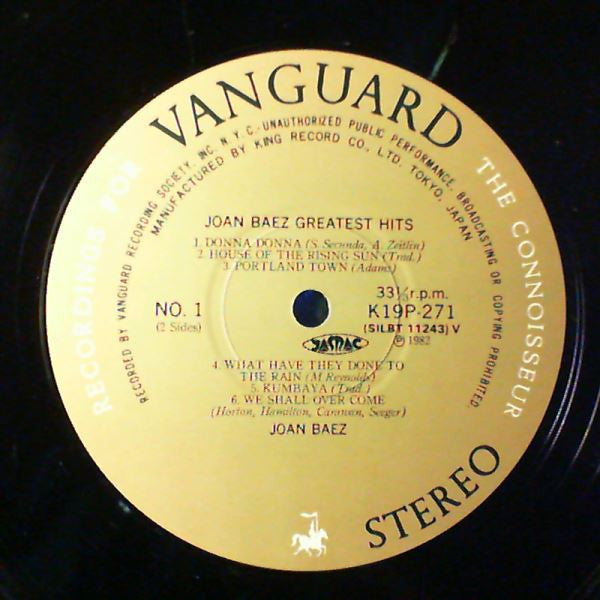 VANGUARD
RECORDINGS FOR THE CONNOISSEUR
RECORDED BY VANGUARD RECORDING SOCIETY, INC. N.Y.C.-UNAUTHORIZED PUBLIC PERFORMANCE, BROADCASTING OR COPYING PROHIBITED.
MANUFACTURED BY KING RECORD CO., LTD. TOKYO, JAPAN
JOAN BAEZ GREATEST HITS
1. DONNA DONNA (S. Secunda, A. Zeitlin)
2. HOUSE OF THE RISING SUN (Trad.)
3. PORTLAND TOWN (Adams)
NO. 1
(2 Sides)
33⅓ r.p.m.
K19P-271
(SILBT 11243) V
JASRAC
Ⓟ 1982
4. WHAT HAVE THEY DONE TO
THE RAIN (M. Reynolds)
5. KUMBAYA (Trad.)
6. WE SHALL OVER COME
(Horton, Hamilton, Carawan, Seeger)
JOAN BAEZ
STEREO